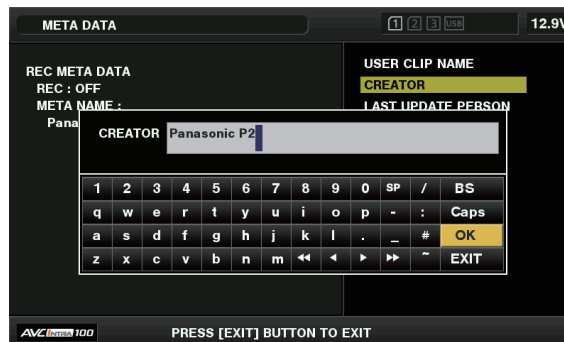 META DATA
1 2 3 USB
12.9V
REC META DATA
REC : OFF
META NAME :
Pana
USER CLIP NAME
CREATOR
LAST UPDATE PERSON
CREATOR Panasonic P2
1 2 3 4 5 6 7 8 9 0 SP / BS
q w e r t y u i o p - : Caps
a s d f g h j k l . _ # OK
z x c v b n m ◀◀ ◀ ▶ ▶▶ ~ EXIT
AVC INTRA 100
PRESS [EXIT] BUTTON TO EXIT